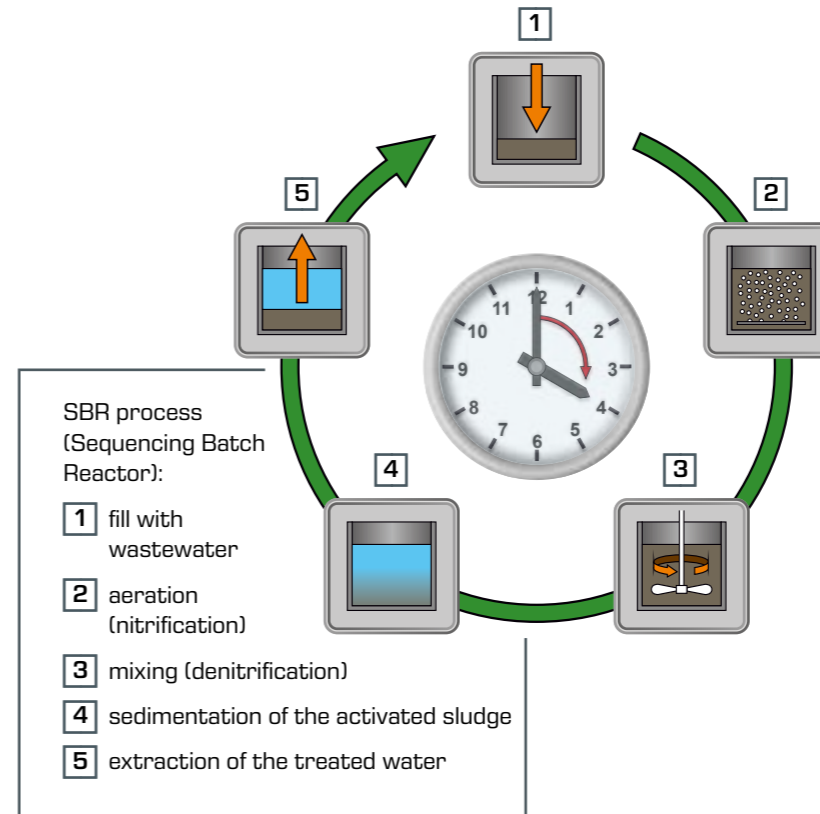 1
2
5
12
1
2
3
4
5
6
7
8
9
10
11
4
3
SBR process
(Sequencing Batch
Reactor):
1 fill with
wastewater
2 aeration
(nitrification)
3 mixing (denitrification)
4 sedimentation of the activated sludge
5 extraction of the treated water